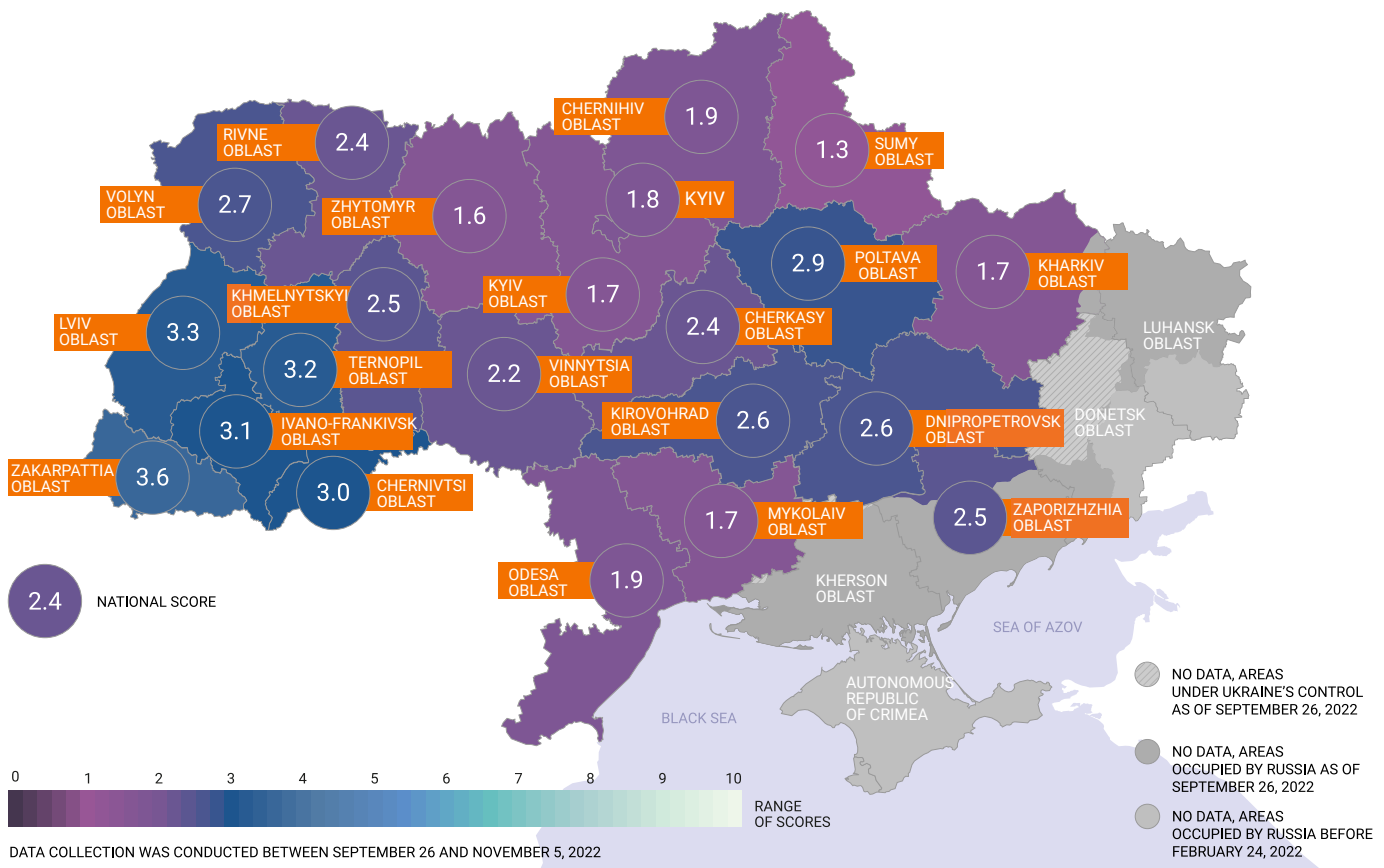 CHERNIHIV
OBLAST
1.9
RIVNE
OBLAST
2.4
1.3
SUMY
OBLAST
VOLYN
OBLAST
2.7
ZHYTOMYR
OBLAST
1.6
1.8
KYIV
2.9
POLTAVA
OBLAST
1.7
KHARKIV
OBLAST
KHMELNYTSKYI
OBLAST
2.5
KYIV
OBLAST
1.7
LVIV
OBLAST
3.3
2.4
CHERKASY
OBLAST
LUHANSK
OBLAST
3.2
TERNOPIL
OBLAST
2.2
VINNYTSIA
OBLAST
3.1
IVANO-FRANKIVSK
OBLAST
KIROVOHRAD
OBLAST
2.6
2.6
DNIPROPETROVSK
OBLAST
DONETSK
OBLAST
ZAKARPATTIA
OBLAST
3.6
3.0
CHERNIVTSI
OBLAST
1.7
MYKOLAIV
OBLAST
2.5
ZAPORIZHZHIA
OBLAST
ODESA
OBLAST
1.9
KHERSON
OBLAST
2.4
NATIONAL SCORE
SEA OF AZOV
AUTONOMOUS
REPUBLIC
OF CRIMEA
BLACK SEA
NO DATA, AREAS
UNDER UKRAINE'S CONTROL
AS OF SEPTEMBER 26, 2022
NO DATA, AREAS
OCCUPIED BY RUSSIA AS OF
SEPTEMBER 26, 2022
NO DATA, AREAS
OCCUPIED BY RUSSIA BEFORE
FEBRUARY 24, 2022
0 1 2 3 4 5 6 7 8 9 10
RANGE
OF SCORES
DATA COLLECTION WAS CONDUCTED BETWEEN SEPTEMBER 26 AND NOVEMBER 5, 2022